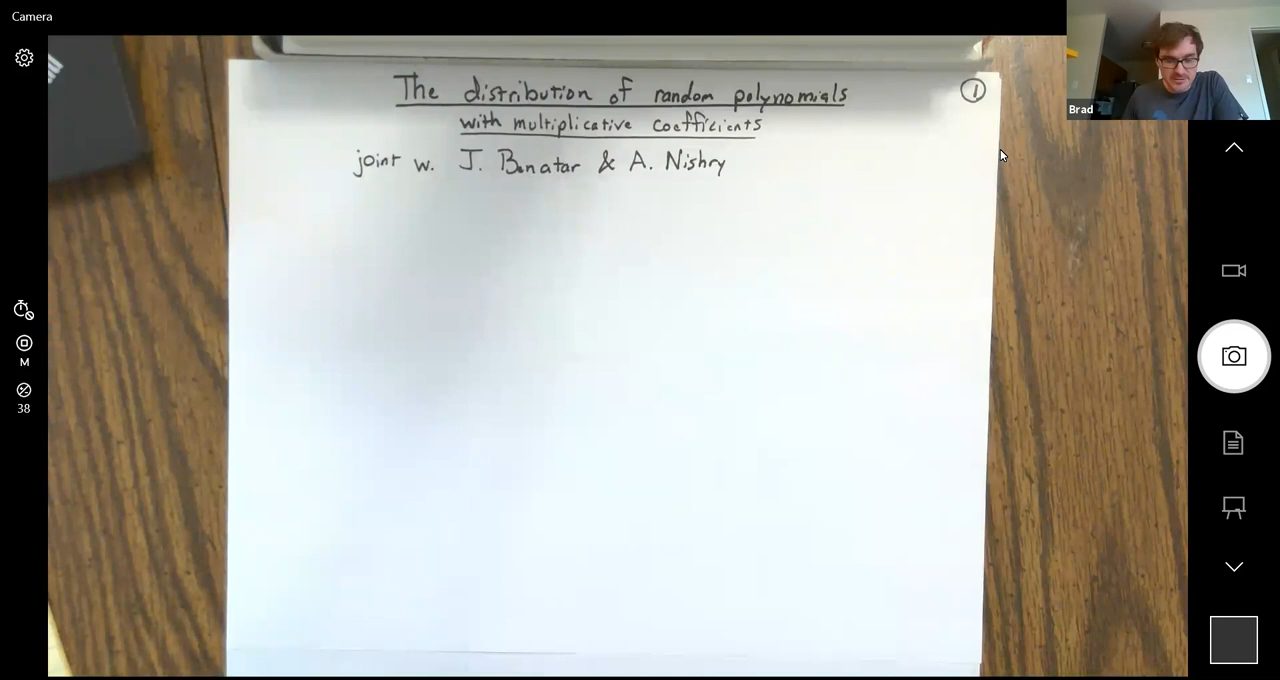 Camera
Brad
The distribution of random polynomials
with multiplicative coefficients
①
joint w. J. Benatar & A. Nishry
M
38